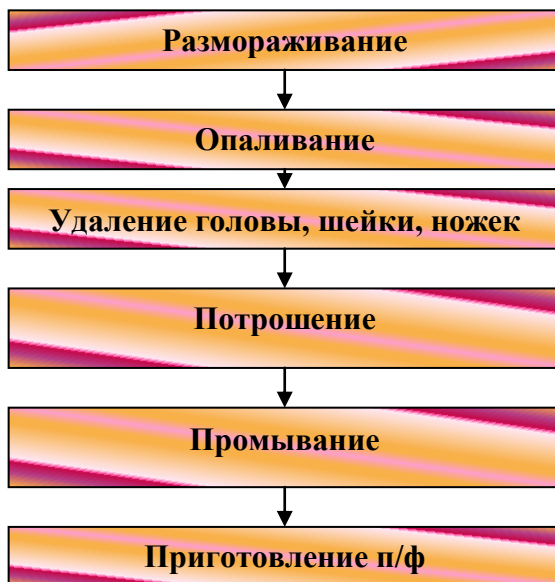 Размораживание
Опаливание
Удаление головы, шейки, ножек
Потрошение
Промывание
Приготовление п/ф